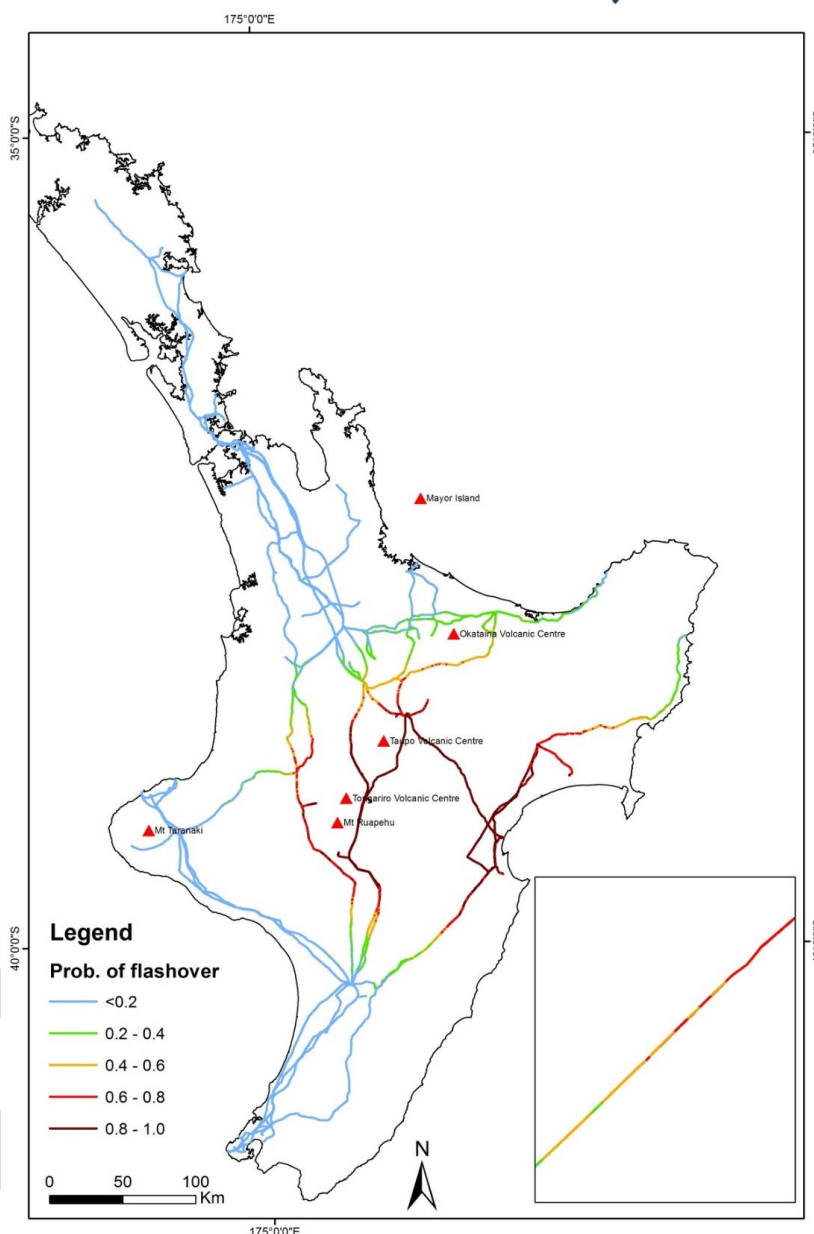 175°0'0"E
35°0'0"S
Mayor Island
Okataina Volcanic Centre
Taupo Volcanic Centre
Tongariro Volcanic Centre
Mt Ruapehu
Mt Taranaki
40°0'0"S
Legend
Prob. of flashover
<0.2
0.2 - 0.4
0.4 - 0.6
0.6 - 0.8
0.8 - 1.0
N
0 50 100
Km
175°0'0"E